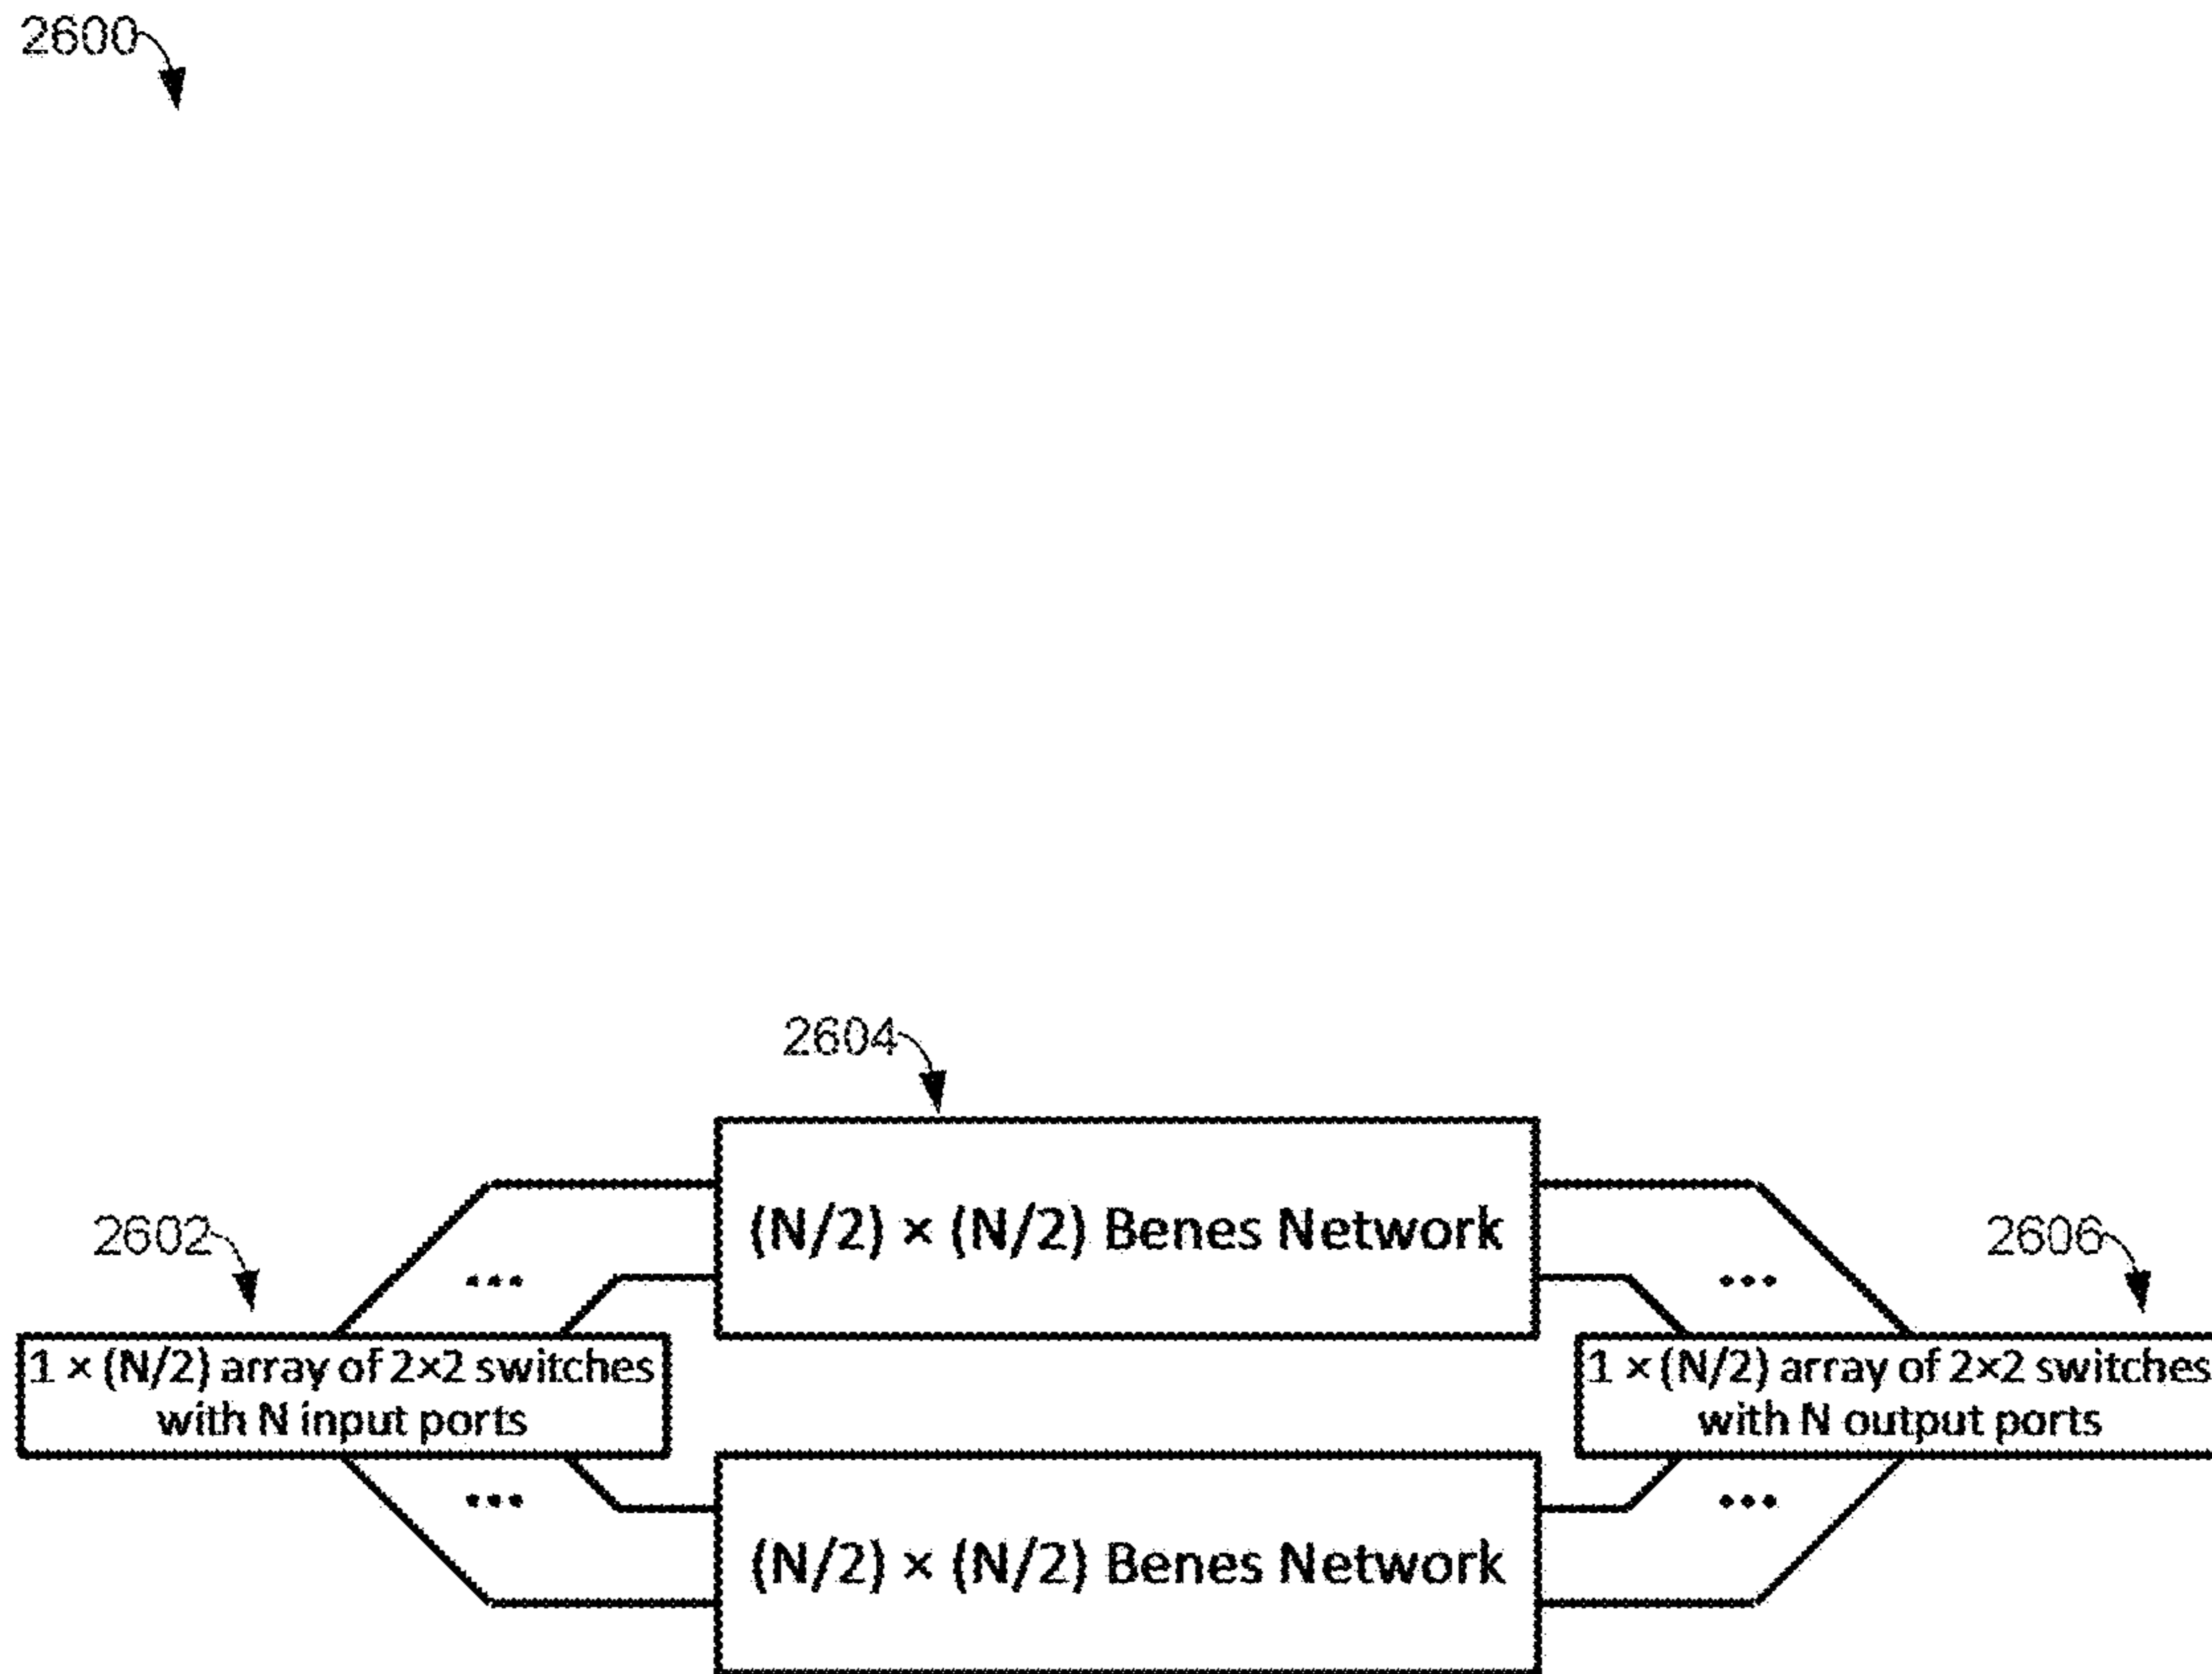 2600
2604
(N/2) × (N/2) Benes Network
2602
2606
...
...
1 × (N/2) array of 2×2 switches
with N input ports
1 × (N/2) array of 2×2 switches
with N output ports
...
...
(N/2) × (N/2) Benes Network